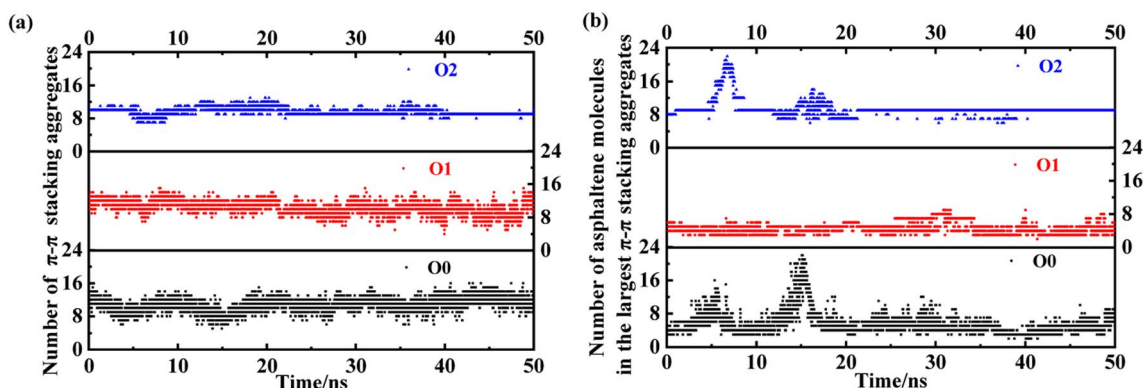 (a)
0 10 20 30 40 50
Number of π-π stacking aggregates
24
16
8
0
O2
24
16
8
0
O1
24
16
8
0
O0
0 10 20 30 40 50
Time/ns
(b)
0 10 20 30 40 50
Number of asphaltene molecules
in the largest π-π stacking aggregates
24
16
8
0
O2
24
16
8
0
O1
24
16
8
0
O0
0 10 20 30 40 50
Time/ns